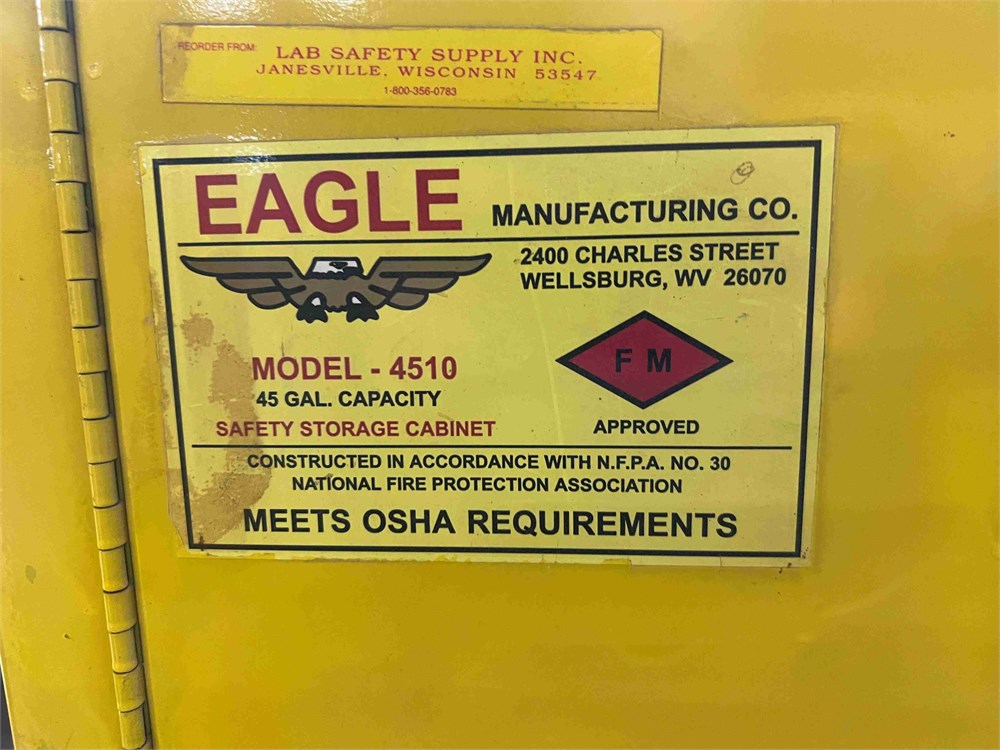 REORDER FROM: LAB SAFETY SUPPLY INC.
JANESVILLE, WISCONSIN 53547
1-800-356-0783
EAGLE MANUFACTURING CO.
2400 CHARLES STREET
WELLSBURG, WV 26070
MODEL - 4510
45 GAL. CAPACITY
SAFETY STORAGE CABINET
F M
APPROVED
CONSTRUCTED IN ACCORDANCE WITH N.F.P.A. NO. 30
NATIONAL FIRE PROTECTION ASSOCIATION
MEETS OSHA REQUIREMENTS